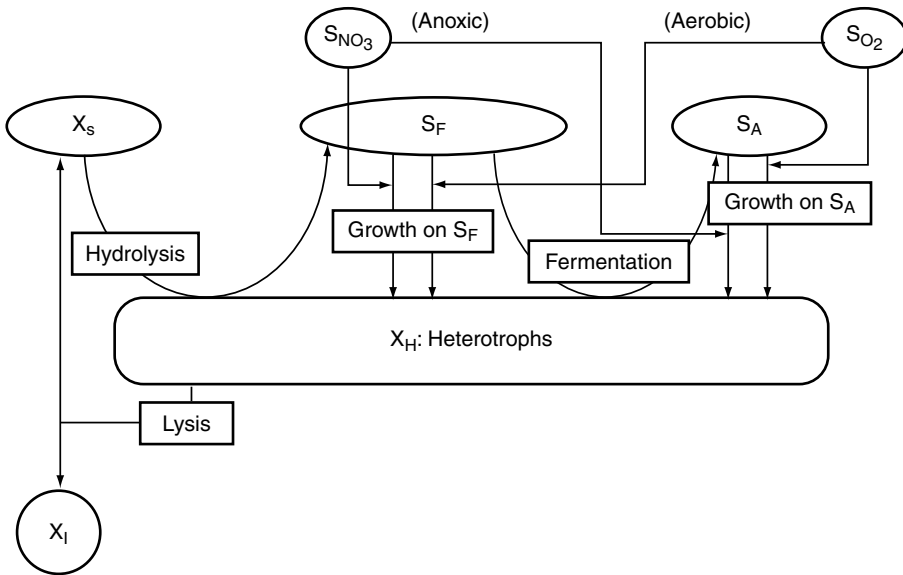 S_NO3 (Anoxic) (Aerobic) S_O2
X_s S_F S_A
Growth on S_A
Growth on S_F
Hydrolysis
Fermentation
X_H: Heterotrophs
Lysis
X_I